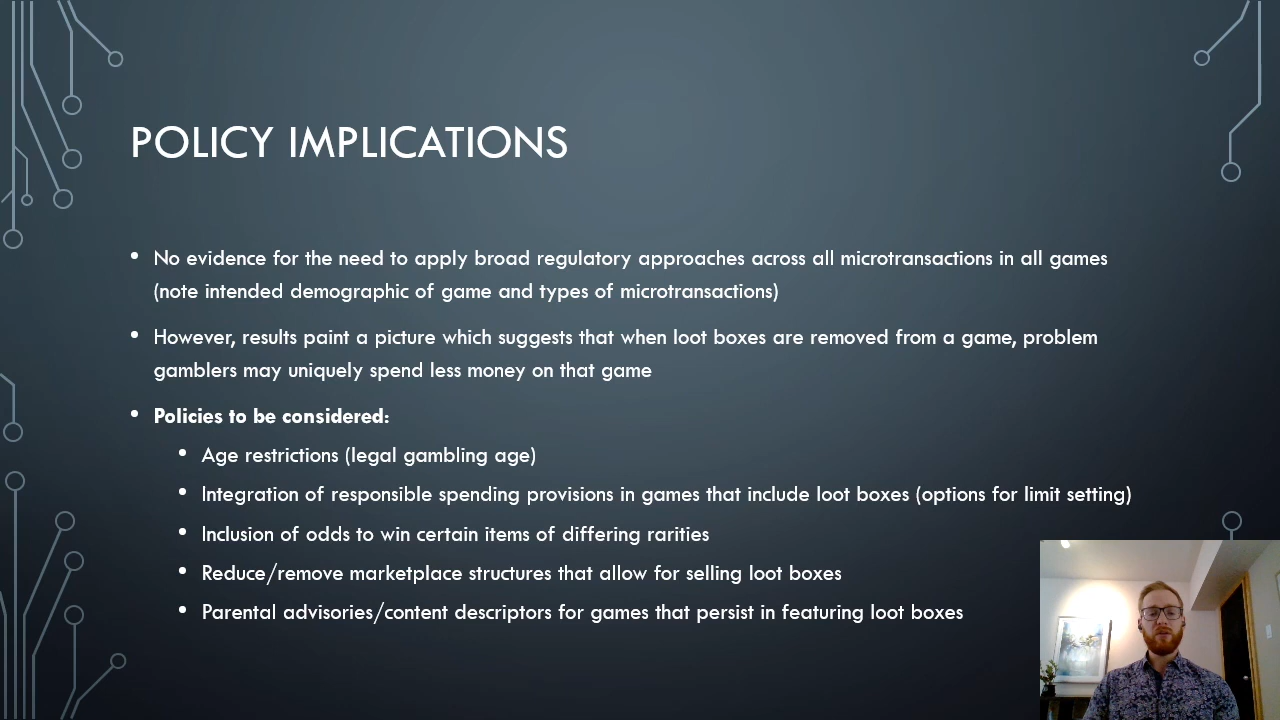 POLICY IMPLICATIONS
• No evidence for the need to apply broad regulatory approaches across all microtransactions in all games
(note intended demographic of game and types of microtransactions)
• However, results paint a picture which suggests that when loot boxes are removed from a game, problem
gamblers may uniquely spend less money on that game
• Policies to be considered:
• Age restrictions (legal gambling age)
• Integration of responsible spending provisions in games that include loot boxes (options for limit setting)
• Inclusion of odds to win certain items of differing rarities
• Reduce/remove marketplace structures that allow for selling loot boxes
• Parental advisories/content descriptors for games that persist in featuring loot boxes